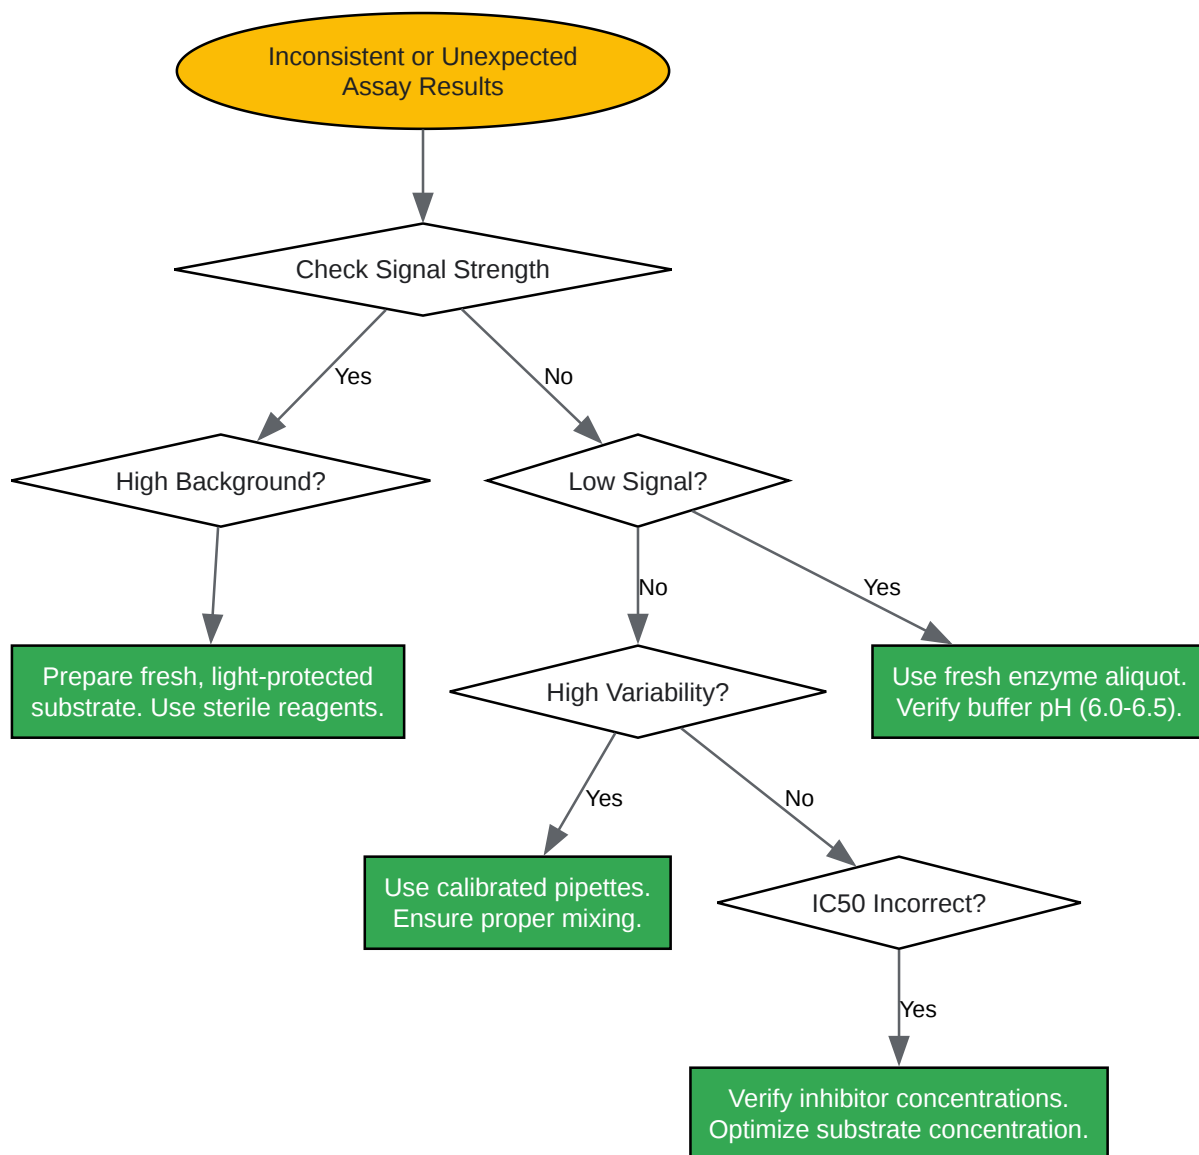 Inconsistent or Unexpected
Assay Results
Check Signal Strength
Yes
No
High Background?
Low Signal?
No
Yes
Prepare fresh, light-protected
substrate. Use sterile reagents.
High Variability?
Use fresh enzyme aliquot.
Verify buffer pH (6.0-6.5).
Yes
No
Use calibrated pipettes.
Ensure proper mixing.
IC50 Incorrect?
Yes
Verify inhibitor concentrations.
Optimize substrate concentration.